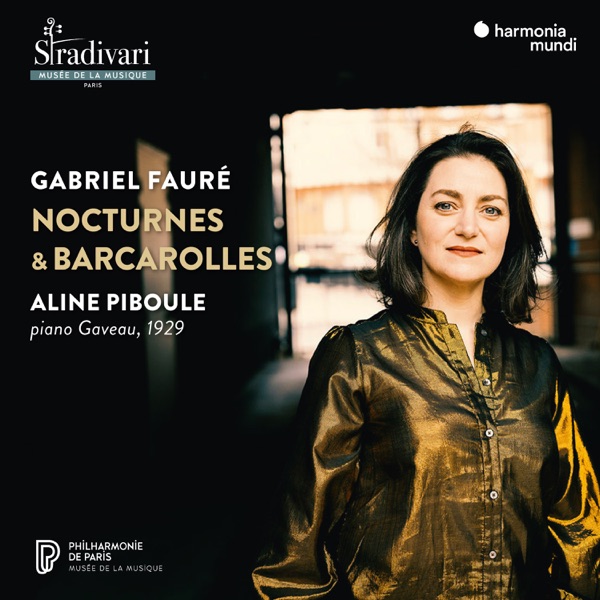 Stradivari
MUSÉE DE LA MUSIQUE
PARIS
harmonia
mundi
GABRIEL FAURÉ
NOCTURNES
& BARCAROLLES
ALINE PIBOULE
piano Gaveau, 1929
PHILHARMONIE
DE PARIS
MUSÉE DE LA MUSIQUE